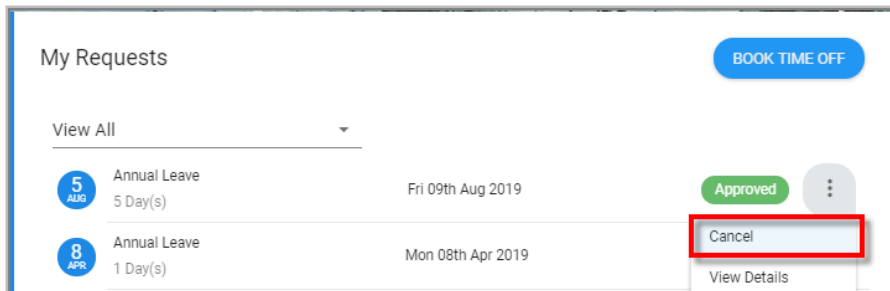 My Requests
BOOK TIME OFF
View All
5
AUG
Annual Leave
5 Day(s)
Fri 09th Aug 2019
Approved
8
APR
Annual Leave
1 Day(s)
Mon 08th Apr 2019
Cancel
View Details